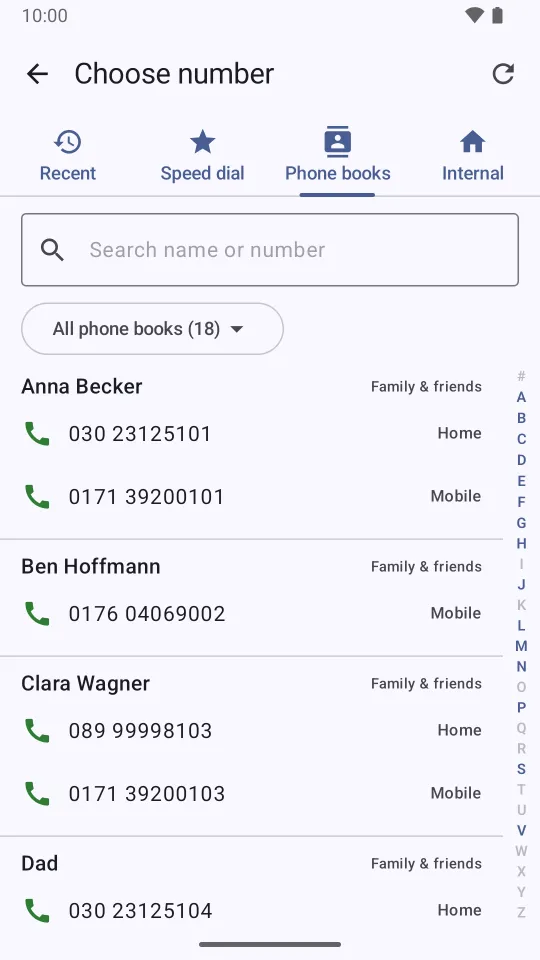 10:00
Choose number
Recent
Speed dial
Phone books
Internal
Search name or number
All phone books (18)
Anna Becker Family & friends
030 23125101 Home
0171 39200101 Mobile
Ben Hoffmann Family & friends
0176 04069002 Mobile
Clara Wagner Family & friends
089 99998103 Home
0171 39200103 Mobile
Dad Family & friends
030 23125104 Home
#
A
B
C
D
E
F
G
H
I
J
K
L
M
N
O
P
Q
R
S
T
U
V
W
X
Y
Z